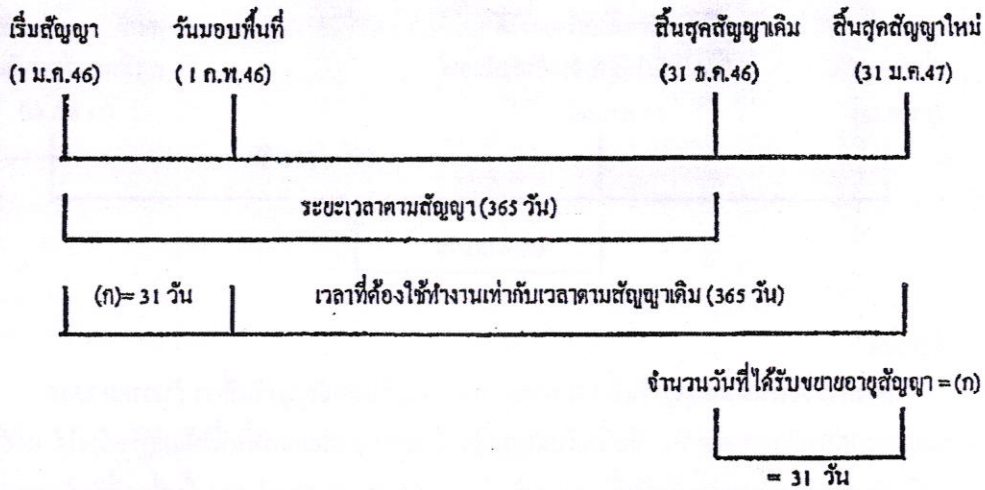 เริ่มสัญญา วันมอบพื้นที่ สิ้นสุดสัญญาเดิม สิ้นสุดสัญญาใหม่
(1 ม.ค.46) ( 1 ก.พ.46) (31 ธ.ค.46) (31 ม.ค.47)
ระยะเวลาตามสัญญา (365 วัน)
(ก)= 31 วัน เวลาที่ต้องใช้ทำงานเท่ากับเวลาตามสัญญาเดิม (365 วัน)
จำนวนวันที่ได้รับขยายอายุสัญญา = (ก)
= 31 วัน